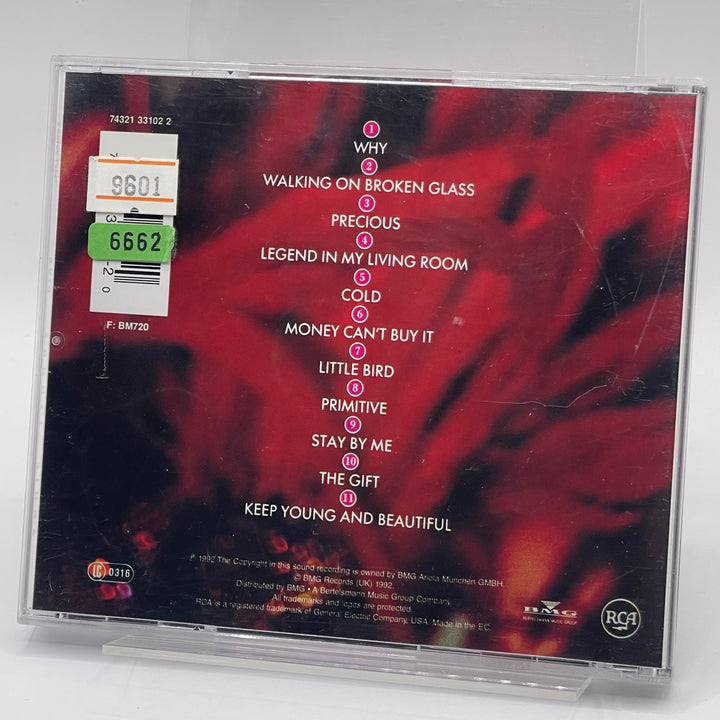 74321 33102 2
9601
6662
F: BM720
1
WHY
2
WALKING ON BROKEN GLASS
3
PRECIOUS
4
LEGEND IN MY LIVING ROOM
5
COLD
6
MONEY CAN'T BUY IT
7
LITTLE BIRD
8
PRIMITIVE
9
STAY BY ME
10
THE GIFT
11
KEEP YOUNG AND BEAUTIFUL
LC 0316
℗ 1992 The Copyright in this sound recording is owned by BMG Ariola München GMBH.
© BMG Records (UK) 1992.
Distributed by BMG • A Bertelsmann Music Group Company.
All trademarks and logos are protected.
RCA is a registered trademark of General Electric Company, USA. Made in the EC.
BMG
BERTELSMANN MUSIC GROUP
RCA